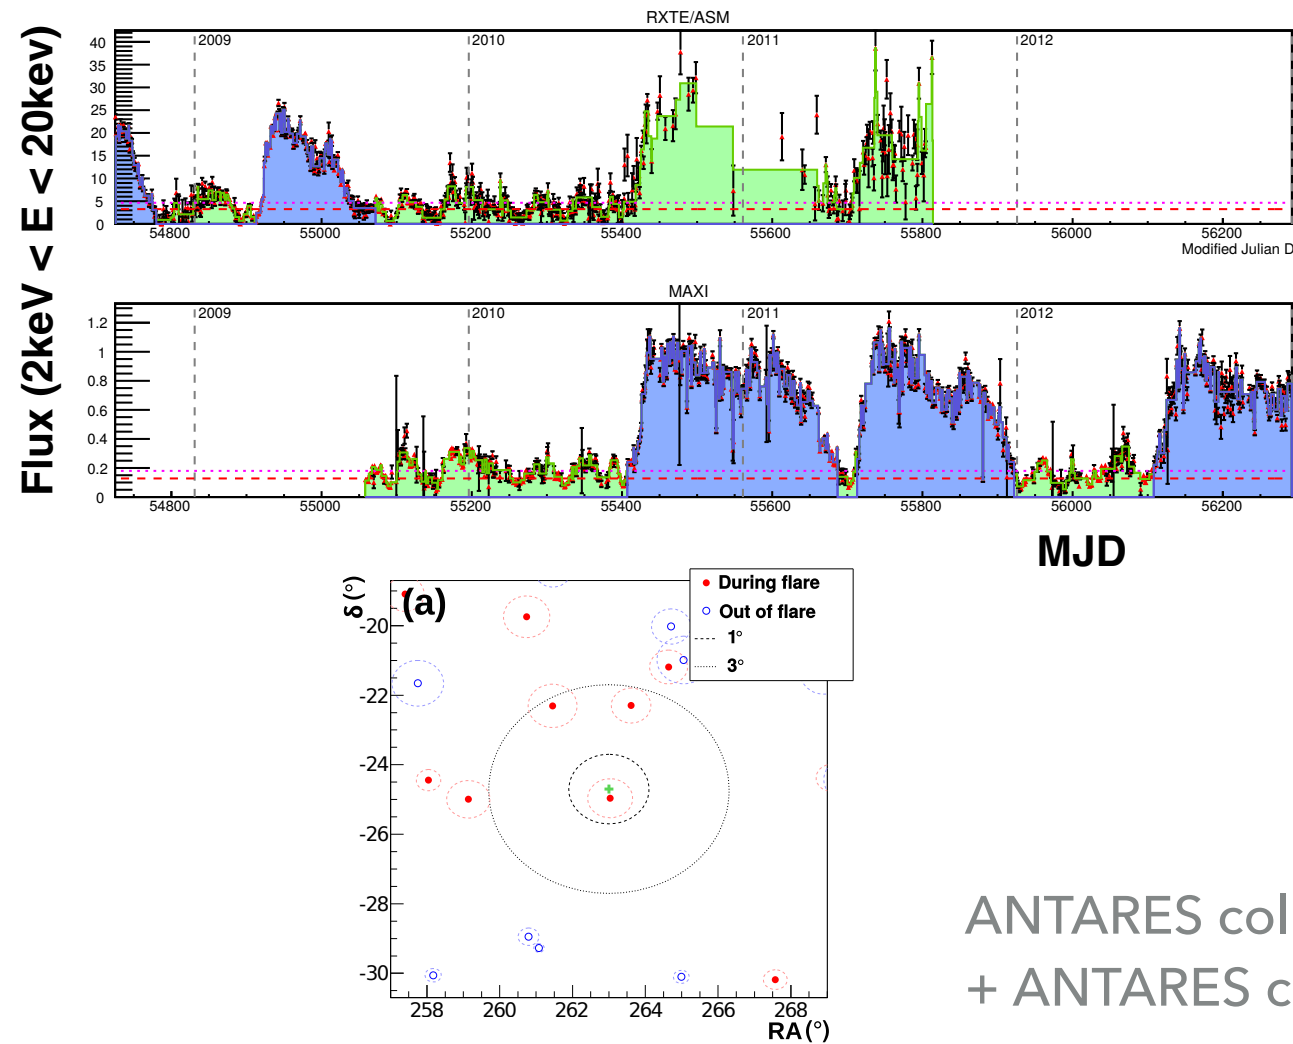 RXTE/ASM
Flux (2keV < E < 20kev)
2009 2010 2011 2012
40
35
30
25
20
15
10
5
0
54800 55000 55200 55400 55600 55800 56000 56200
Modified Julian D
MAXI
2009 2010 2011 2012
1.2
1
0.8
0.6
0.4
0.2
0
54800 55000 55200 55400 55600 55800 56000 56200
MJD
δ (°)
(a)
During flare
Out of flare
1°
3°
-20
-22
-24
-26
-28
-30
258 260 262 264 266 268
RA (°)
ANTARES col
+ ANTARES c